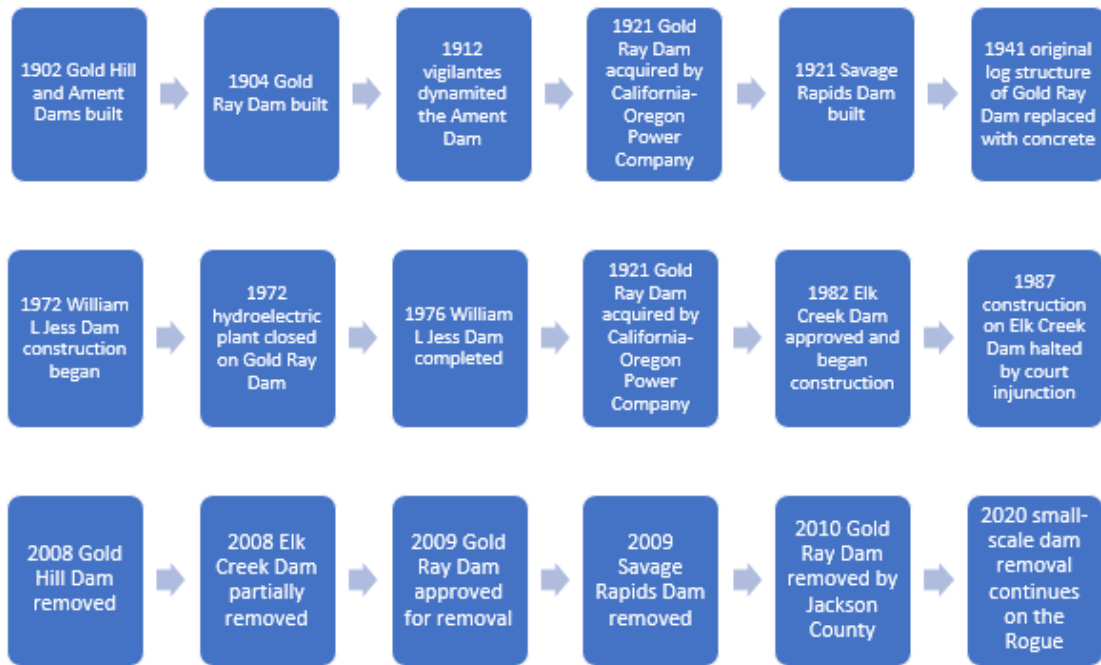 1902 Gold Hill
and Ament
Dams built
1904 Gold
Ray Dam built
1912
vigilantes
dynamited
the Ament
Dam
1921 Gold
Ray Dam
acquired by
California-
Oregon
Power
Company
1921 Savage
Rapids Dam
built
1941 original
log structure
of Gold Ray
Dam replaced
with concrete
1972 William
L Jess Dam
construction
began
1972
hydroelectric
plant closed
on Gold Ray
Dam
1976 William
L Jess Dam
completed
1921 Gold
Ray Dam
acquired by
California-
Oregon
Power
Company
1982 Elk
Creek Dam
approved and
began
construction
1987
construction
on Elk Creek
Dam halted
by court
injunction
2008 Gold
Hill Dam
removed
2008 Elk
Creek Dam
partially
removed
2009 Gold
Ray Dam
approved
for removal
2009
Savage
Rapids Dam
removed
2010 Gold
Ray Dam
removed by
Jackson
County
2020 small-
scale dam
removal
continues
on the
Rogue